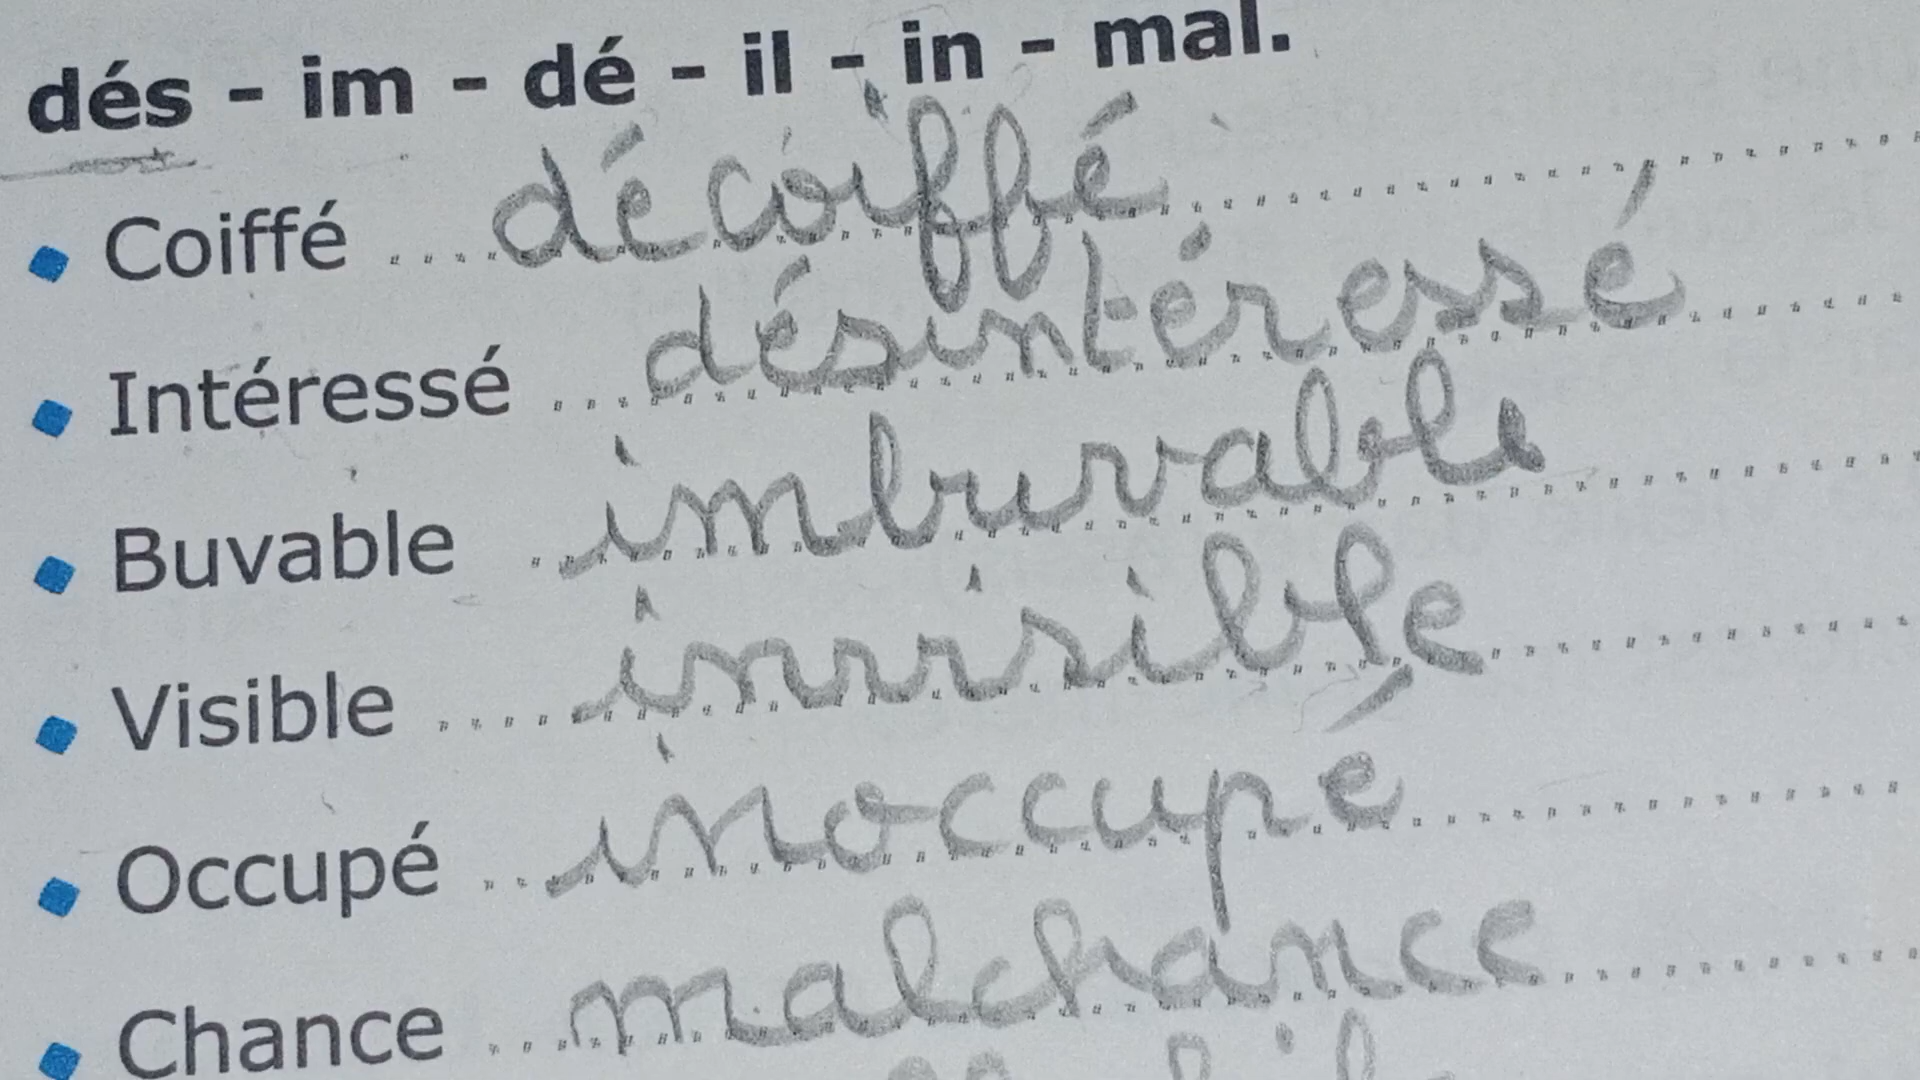 dés - im - dé - il - in - mal.
Coiffé ... décoiffé
Intéressé ... désintéressé
Buvable ... imbuvable
Visible ... invisible
Occupé ... inoccupé
Chance ... malchance